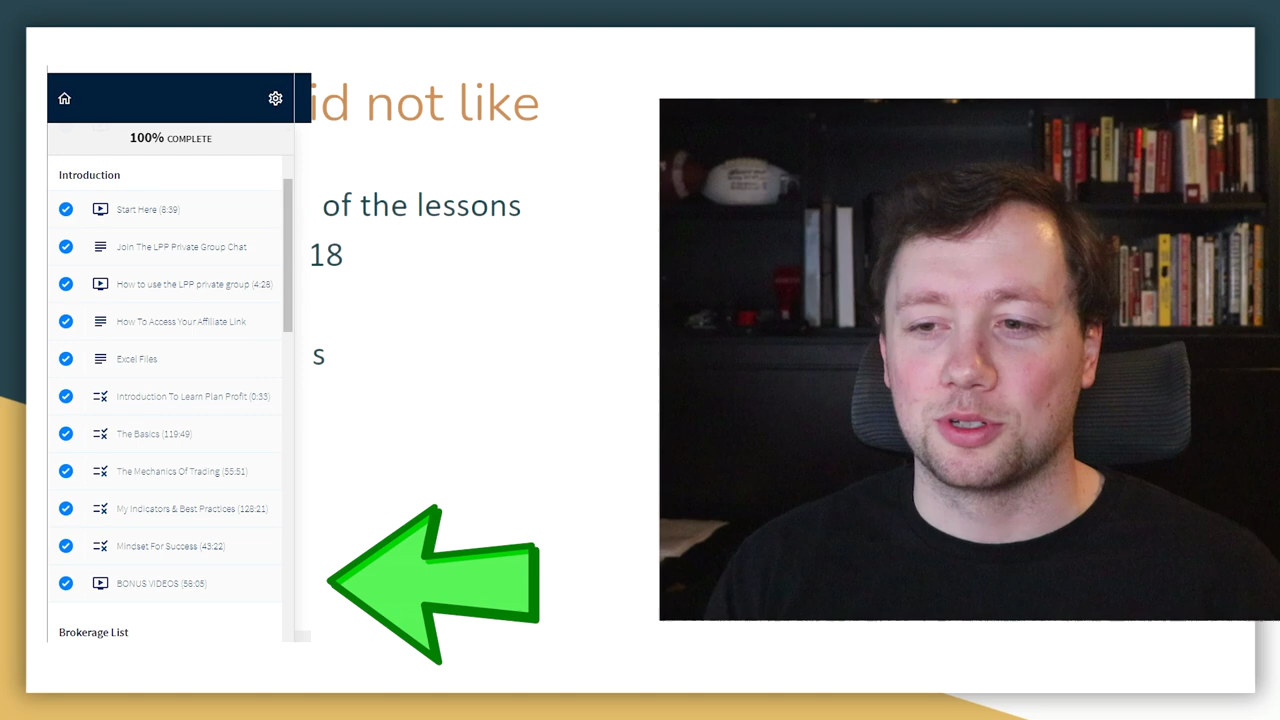 id not like
100% COMPLETE
Introduction
Start Here (8:39)
Join The LPP Private Group Chat
How to use the LPP private group (4:28)
How To Access Your Affiliate Link
Excel Files
Introduction To Learn Plan Profit (0:33)
The Basics (119:49)
The Mechanics Of Trading (55:51)
My Indicators & Best Practices (128:21)
Mindset For Success (43:22)
BONUS VIDEOS (58:05)
Brokerage List
of the lessons
18
s